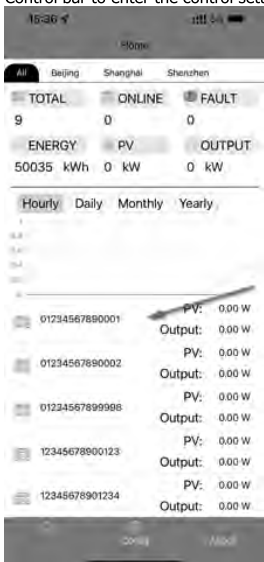 Control bar to enter the control set
15:36
Home
All Beijing Shanghai Shenzhen
TOTAL ONLINE FAULT
9 0 0
ENERGY PV OUTPUT
50035 kWh 0 kW 0 kW
Hourly Daily Monthly Yearly
PV: 0.00 W
01234567890001
Output: 0.00 W
PV: 0.00 W
01234567890002
Output: 0.00 W
PV: 0.00 W
01234567899998
Output: 0.00 W
PV: 0.00 W
12345678900123
Output: 0.00 W
PV: 0.00 W
12345678901234
Output: 0.00 W
Config About